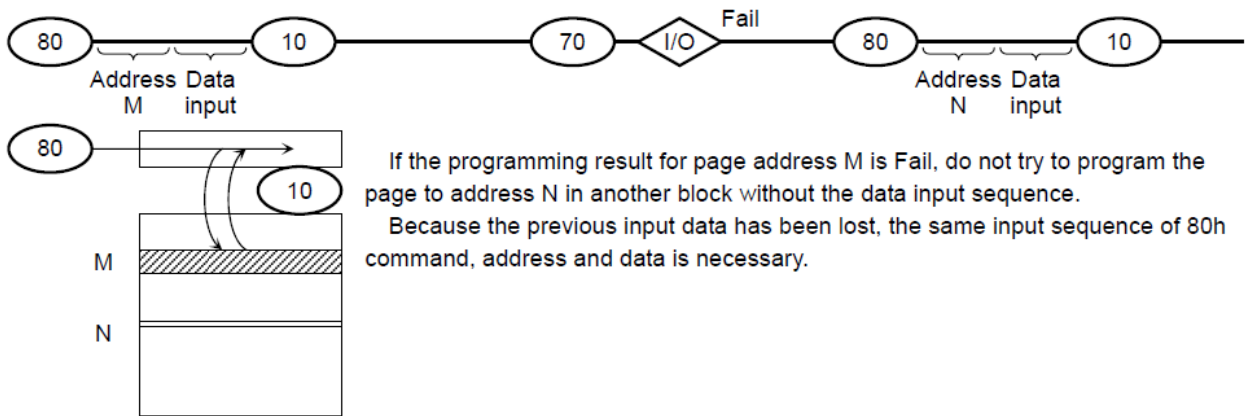 Fail
80 10 70 I/O 80 10
Address Data Address Data
M input N input
80
10
M
N
If the programming result for page address M is Fail, do not try to program the
page to address N in another block without the data input sequence.
Because the previous input data has been lost, the same input sequence of 80h
command, address and data is necessary.